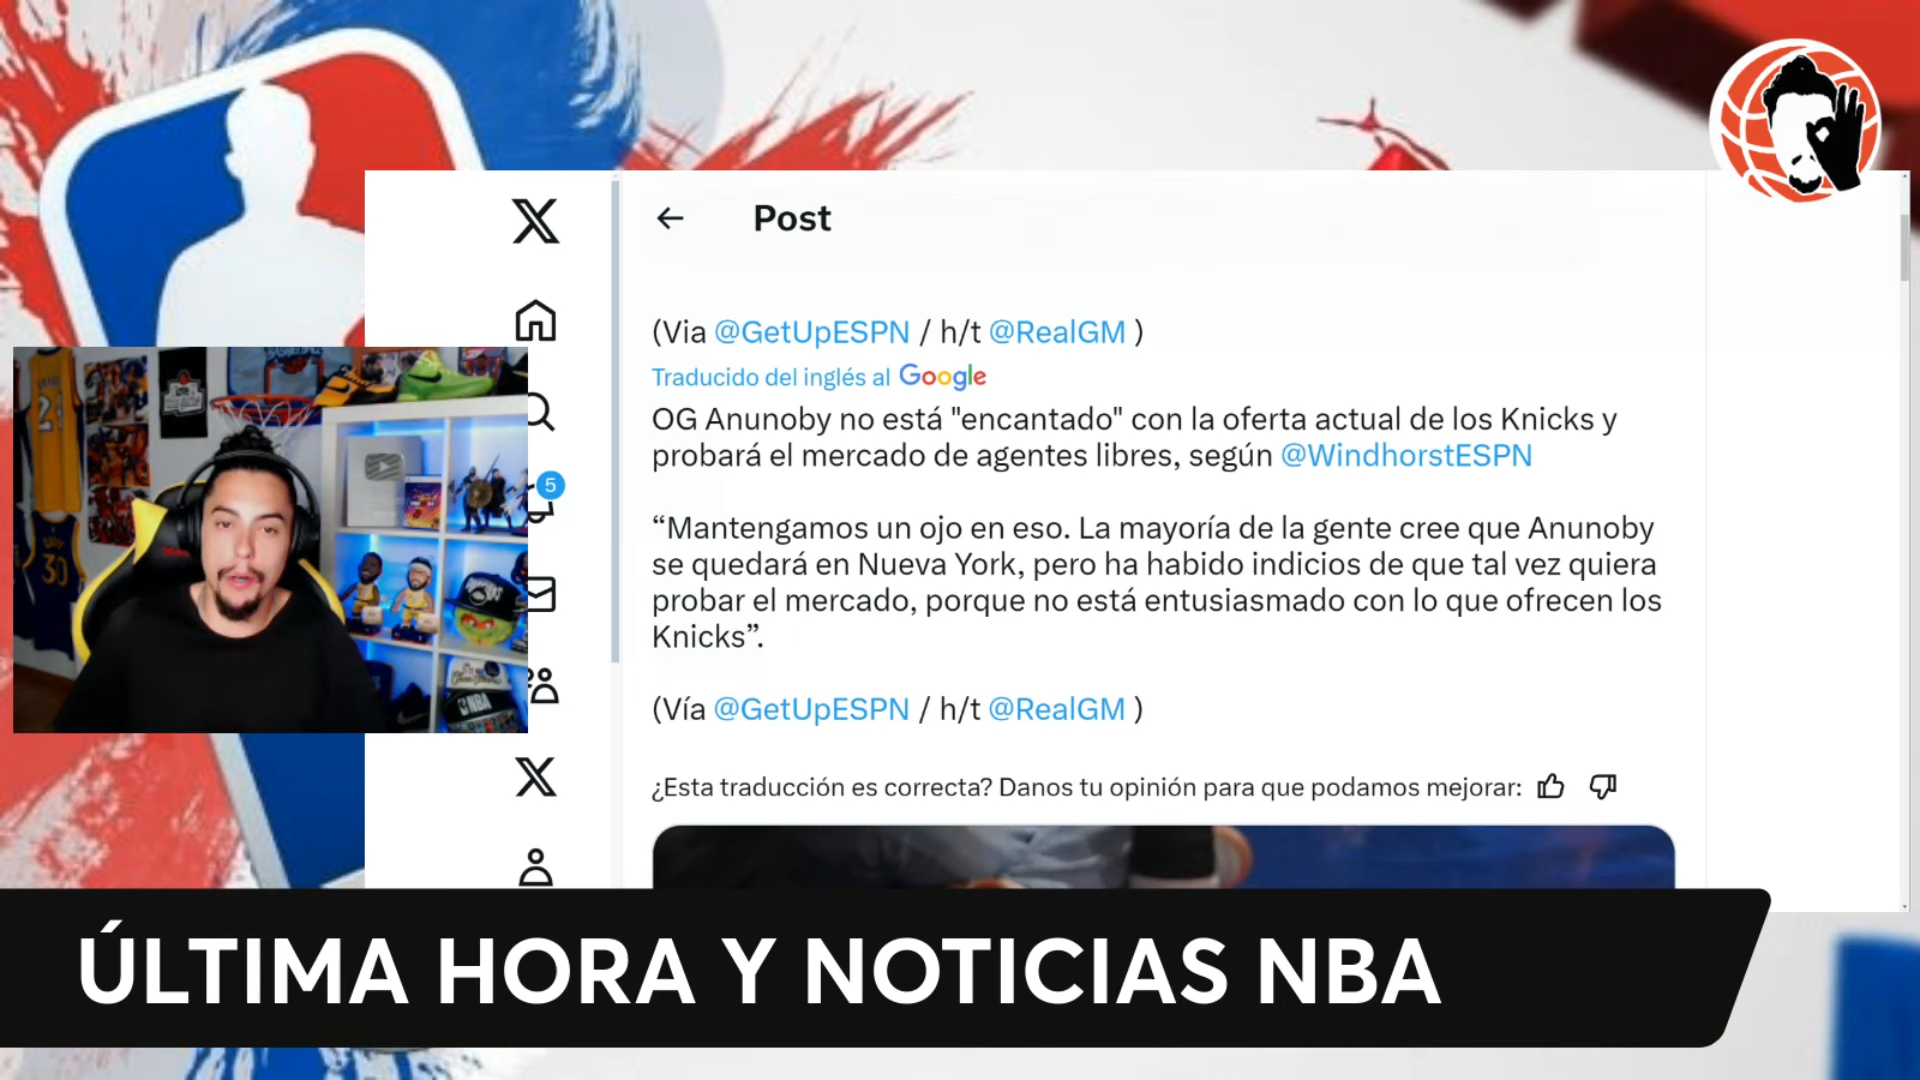 Post
(Via @GetUpESPN / h/t @RealGM )
Traducido del inglés al Google
OG Anunoby no está "encantado" con la oferta actual de los Knicks y
probará el mercado de agentes libres, según @WindhorstESPN
“Mantengamos un ojo en eso. La mayoría de la gente cree que Anunoby
se quedará en Nueva York, pero ha habido indicios de que tal vez quiera
probar el mercado, porque no está entusiasmado con lo que ofrecen los
Knicks”.
(Vía @GetUpESPN / h/t @RealGM )
¿Esta traducción es correcta? Danos tu opinión para que podamos mejorar:
5
30
NBA
ÚLTIMA HORA Y NOTICIAS NBA